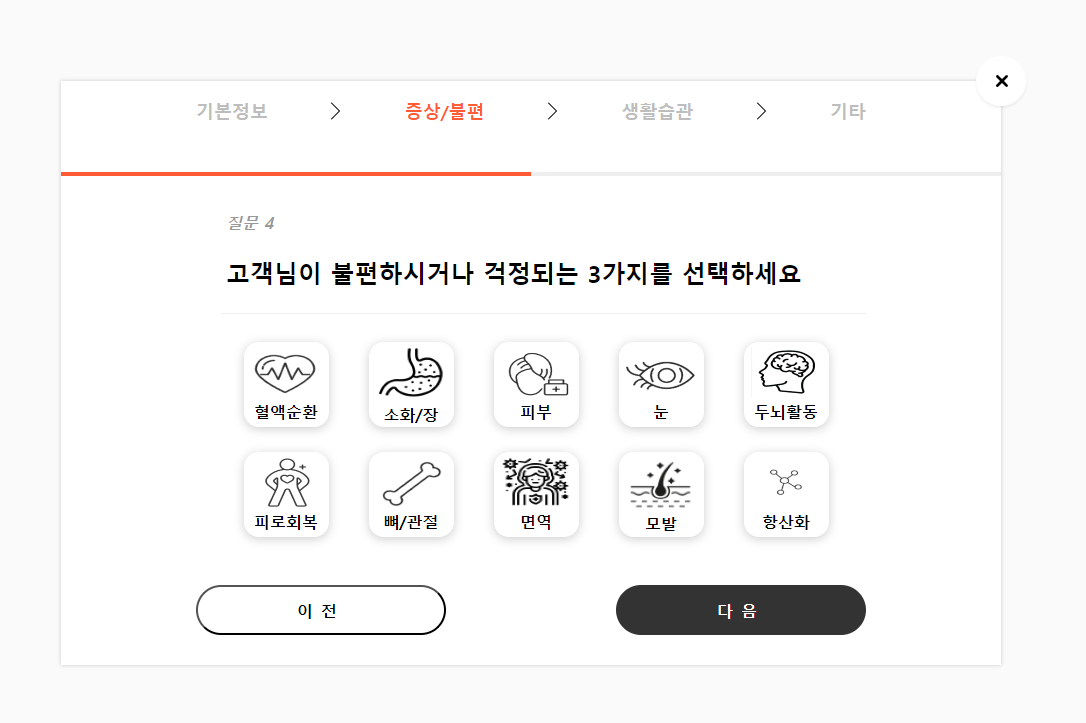 기본정보 증상/불편 생활습관 기타
질문 4
고객님이 불편하시거나 걱정되는 3가지를 선택하세요
혈액순환 소화/장 피부 눈 두뇌활동
피로회복 뼈/관절 면역 모발 항산화
이 전 다 음